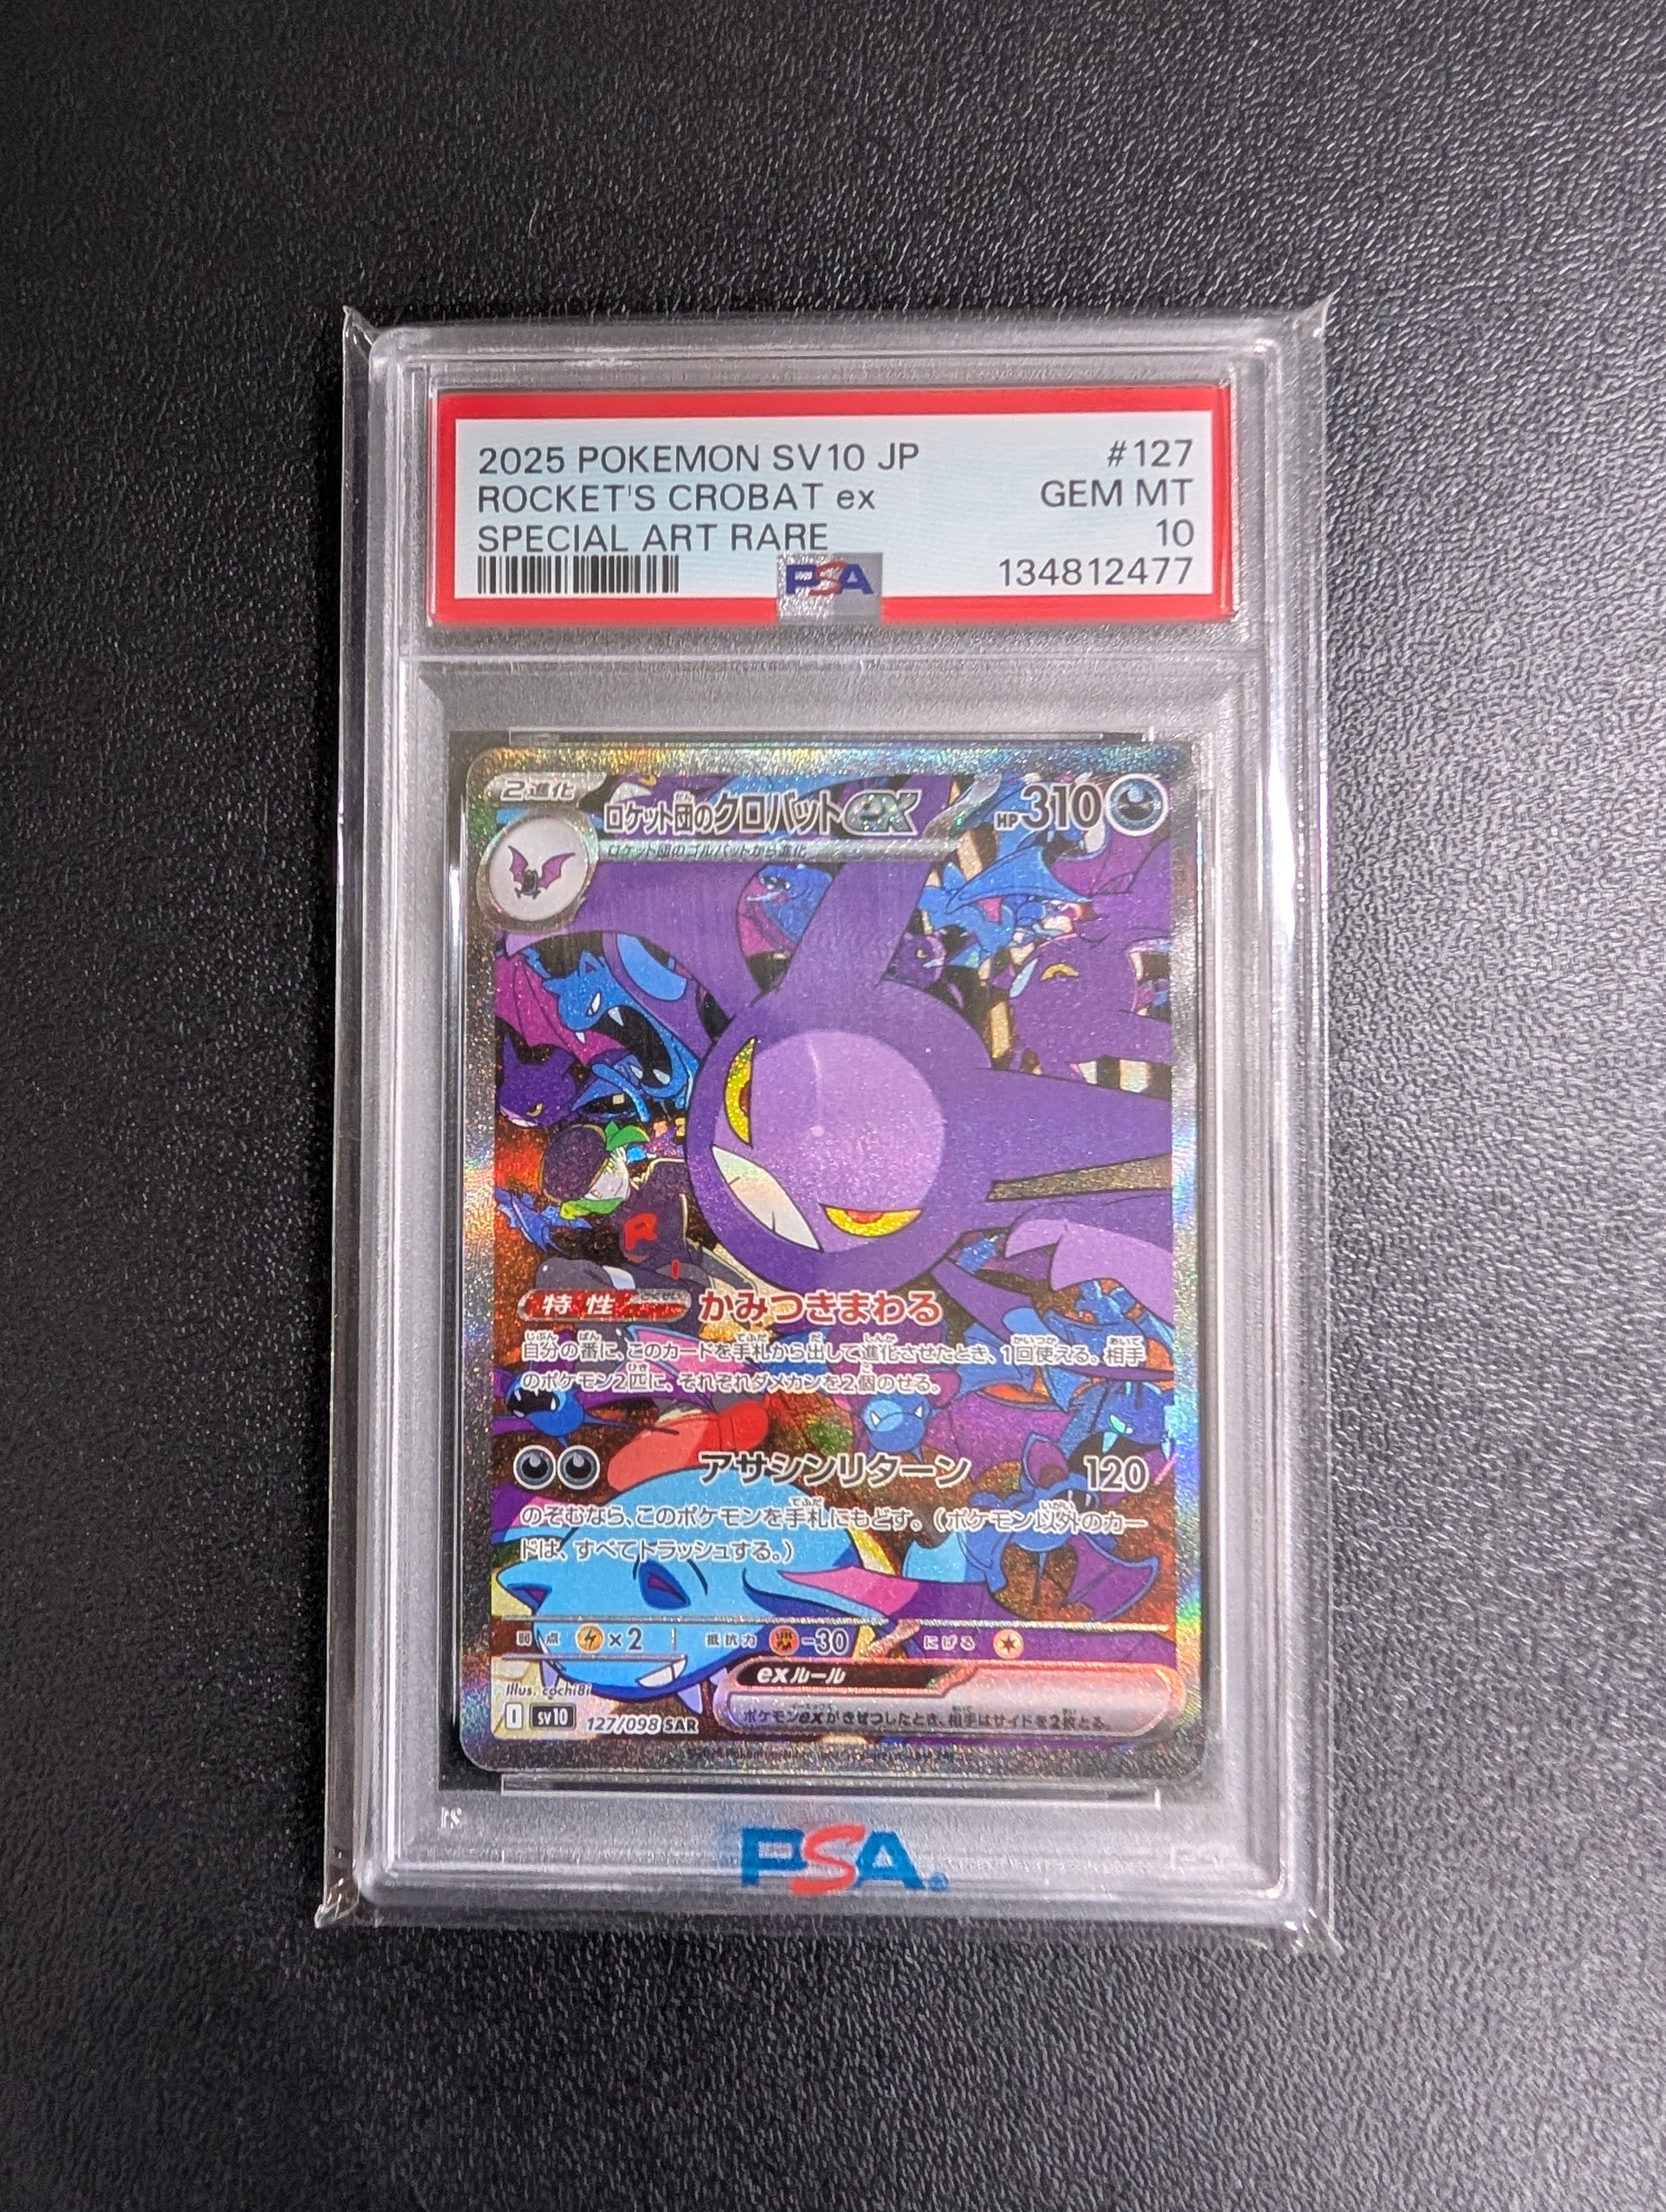 2025 POKEMON SV10 JP #127
ROCKET'S CROBAT ex GEM MT
SPECIAL ART RARE 10
PSA 134812477
2進化 ロケット団のクロバットex HP310
ロケット団のゴルバットから進化
R
特性 かみつきまわる
自分の番に、このカードを手札から出して進化させたとき、1回使える。相手
のポケモン2匹に、それぞれダメカンを2個のせる。
アサシンリターン 120
のぞむなら、このポケモンを手札にもどす。(ポケモン以外のカー
ドは、すべてトラッシュする。)
弱点 ×2 抵抗力 -30 にげる
exルール
Illus. cochi8i
ポケモンexがきぜつしたとき、相手はサイドを2枚とる。
I sv10 127/098 SAR
PSA®